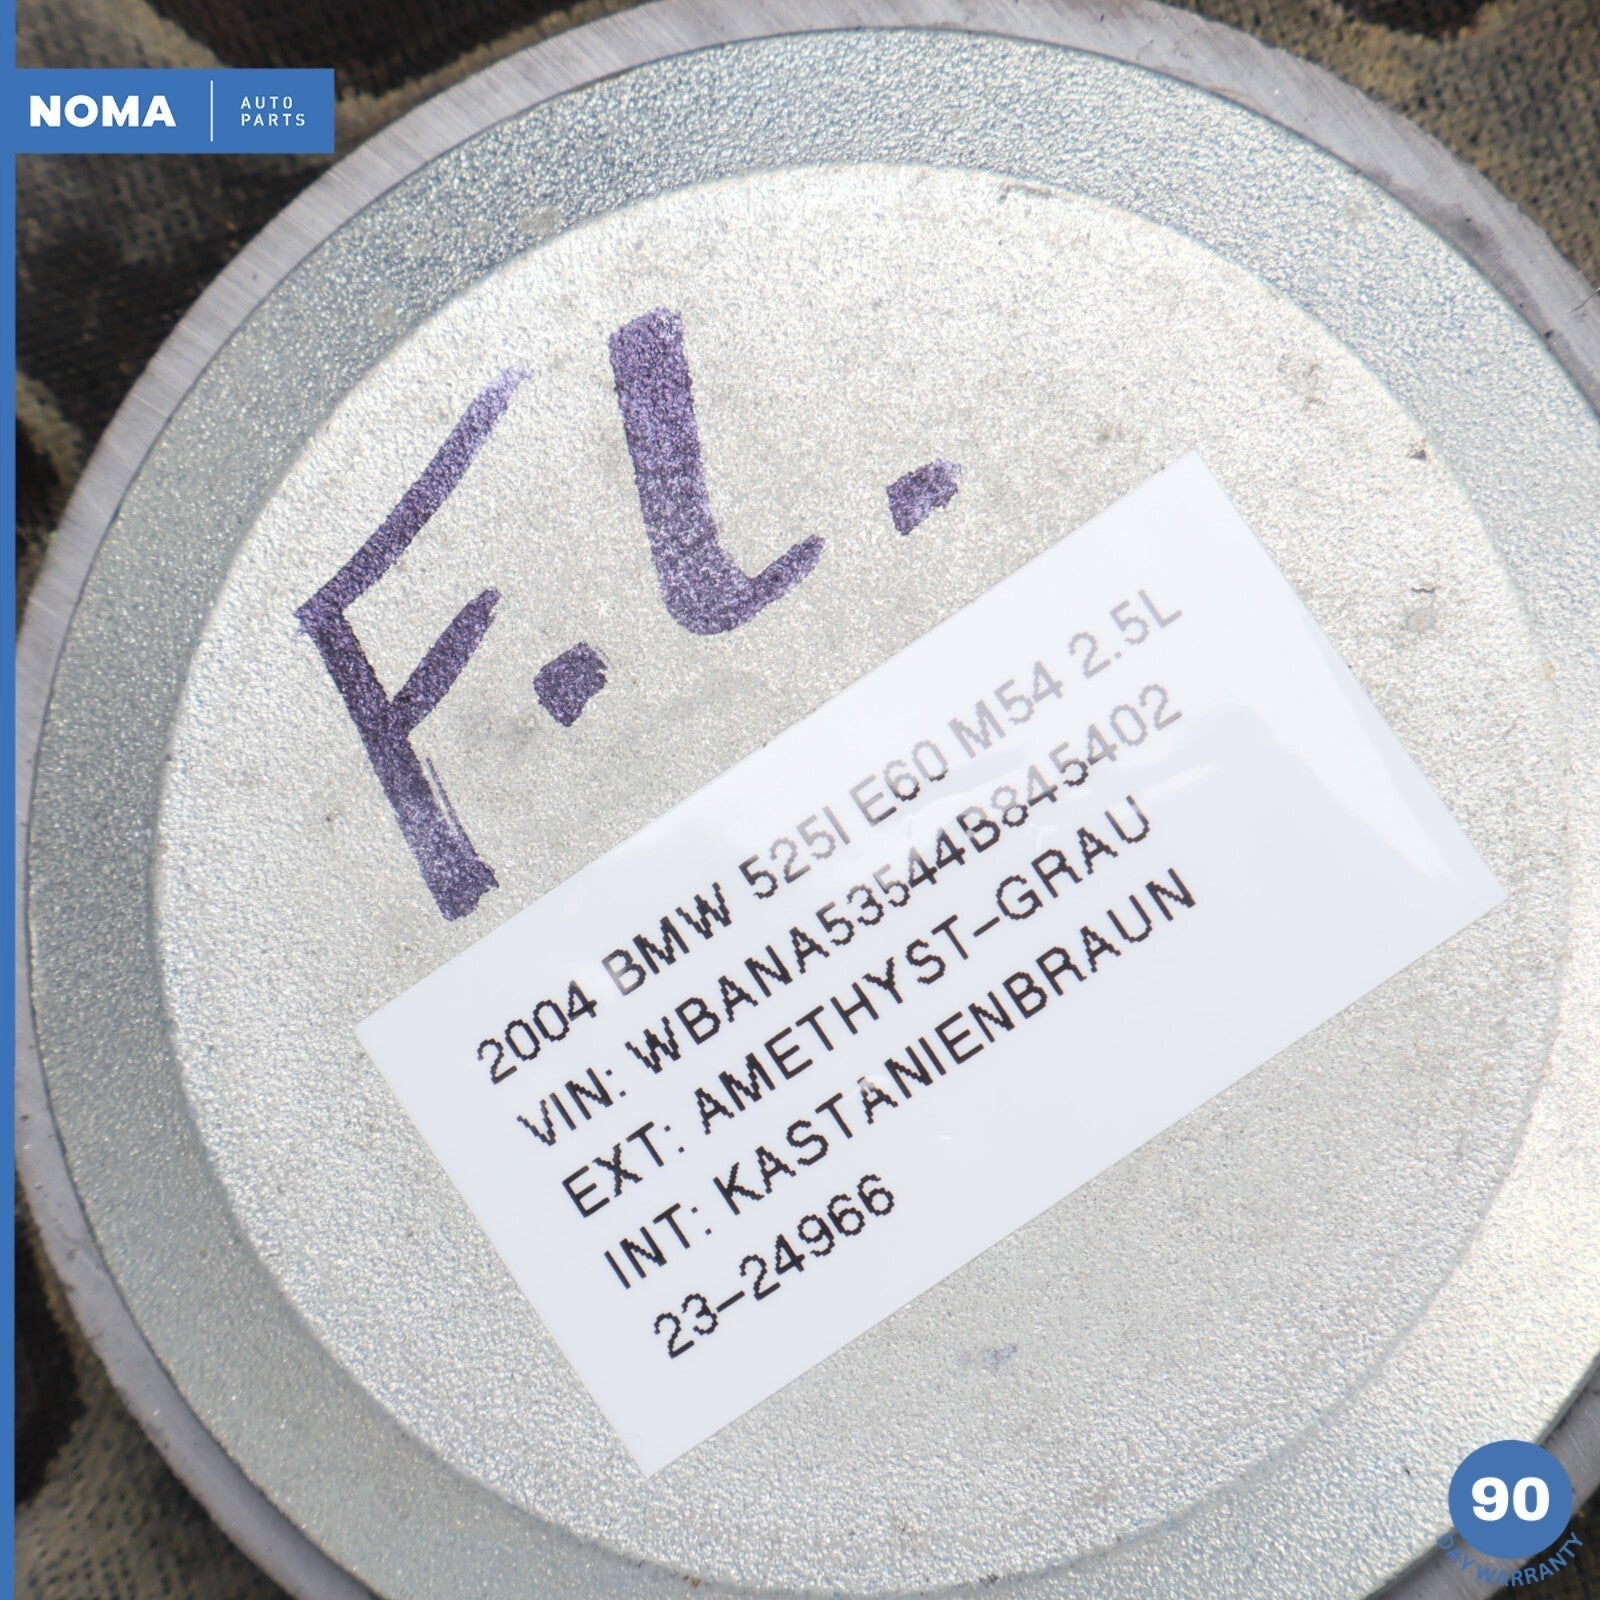 NOMA
AUTO
PARTS
F.L.
2004 BMW 525I E60 M54 2.5L
VIN: WBANA53544B845402
EXT: AMETHYST-GRAU
INT: KASTANIENBRAUN
23-24966
90
DAY WARRANTY